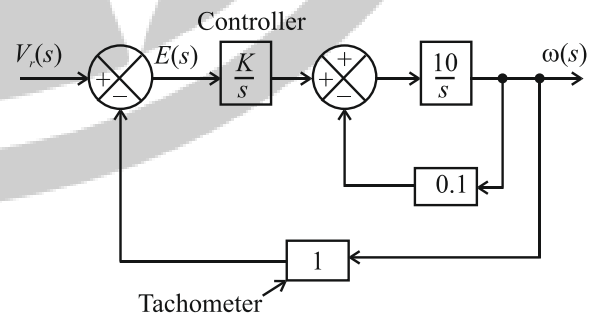 Controller
V_r(s)
+
−
E(s)
K
s
+
+
−
10
s
ω(s)
0.1
1
Tachometer